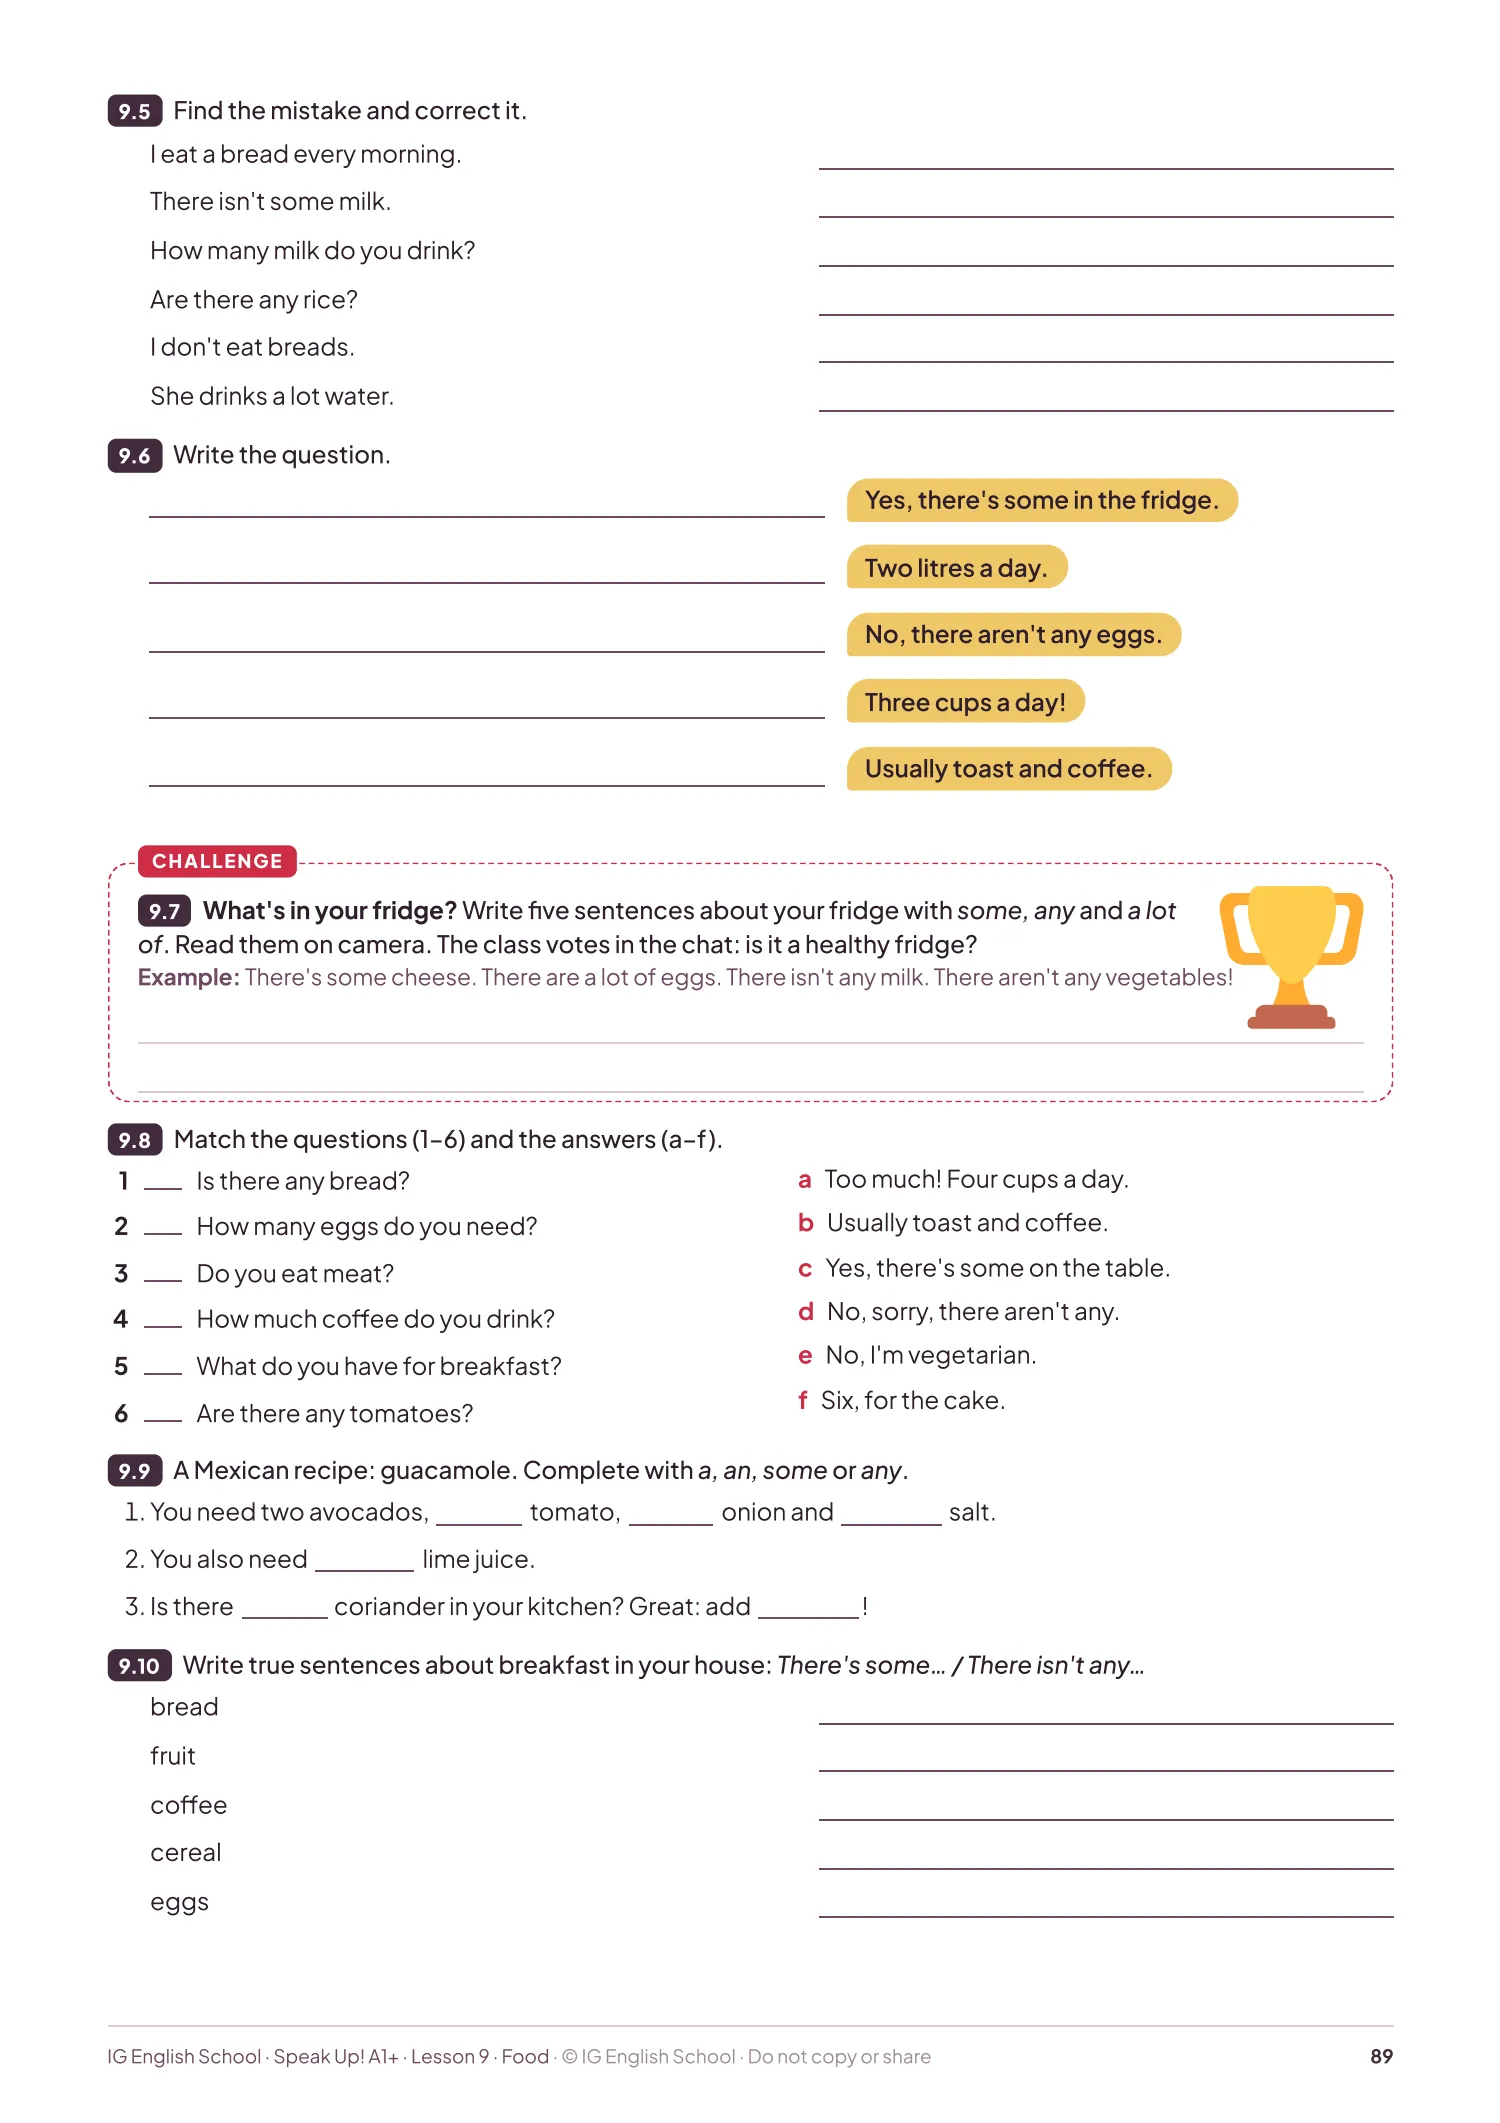 9.5 Find the mistake and correct it.
I eat a bread every morning.
There isn't some milk.
How many milk do you drink?
Are there any rice?
I don't eat breads.
She drinks a lot water.
9.6 Write the question.
Yes, there's some in the fridge.
Two litres a day.
No, there aren't any eggs.
Three cups a day!
Usually toast and coffee.
CHALLENGE
9.7 What's in your fridge? Write five sentences about your fridge with some, any and a lot
of. Read them on camera. The class votes in the chat: is it a healthy fridge?
Example: There's some cheese. There are a lot of eggs. There isn't any milk. There aren't any vegetables!
9.8 Match the questions (1–6) and the answers (a–f).
1 ___ Is there any bread?
2 ___ How many eggs do you need?
3 ___ Do you eat meat?
4 ___ How much coffee do you drink?
5 ___ What do you have for breakfast?
6 ___ Are there any tomatoes?
a Too much! Four cups a day.
b Usually toast and coffee.
c Yes, there's some on the table.
d No, sorry, there aren't any.
e No, I'm vegetarian.
f Six, for the cake.
9.9 A Mexican recipe: guacamole. Complete with a, an, some or any.
1. You need two avocados, ______ tomato, ______ onion and _______ salt.
2. You also need _______ lime juice.
3. Is there ______ coriander in your kitchen? Great: add _______!
9.10 Write true sentences about breakfast in your house: There's some… / There isn't any…
bread
fruit
coffee
cereal
eggs
IG English School · Speak Up! A1+ · Lesson 9 · Food · © IG English School · Do not copy or share
89